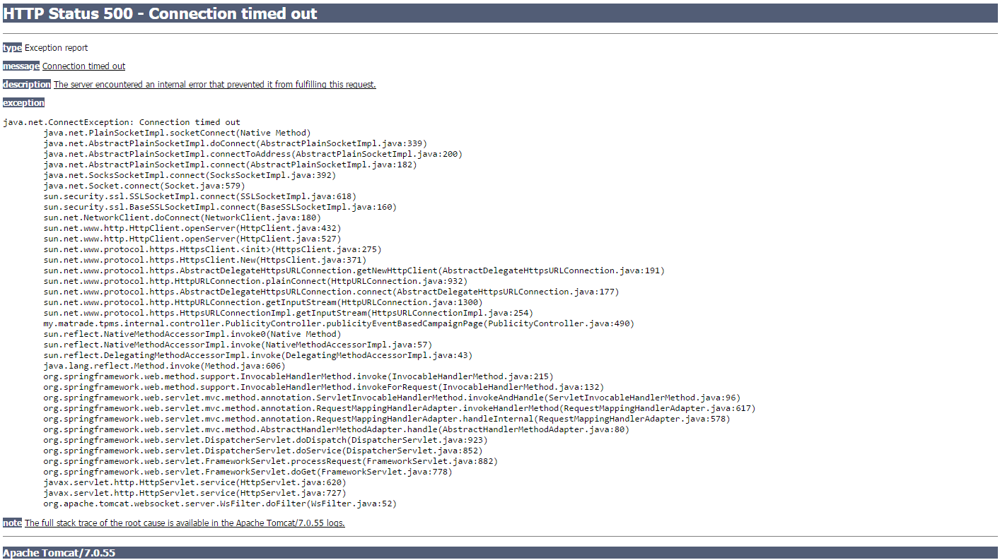 HTTP Status 500 - Connection timed out
type Exception report
message Connection timed out
description The server encountered an internal error that prevented it from fulfilling this request.
exception
java.net.ConnectException: Connection timed out
java.net.PlainSocketImpl.socketConnect(Native Method)
java.net.AbstractPlainSocketImpl.doConnect(AbstractPlainSocketImpl.java:339)
java.net.AbstractPlainSocketImpl.connectToAddress(AbstractPlainSocketImpl.java:200)
java.net.AbstractPlainSocketImpl.connect(AbstractPlainSocketImpl.java:182)
java.net.SocksSocketImpl.connect(SocksSocketImpl.java:392)
java.net.Socket.connect(Socket.java:579)
sun.security.ssl.SSLSocketImpl.connect(SSLSocketImpl.java:618)
sun.security.ssl.BaseSSLSocketImpl.connect(BaseSSLSocketImpl.java:160)
sun.net.NetworkClient.doConnect(NetworkClient.java:180)
sun.net.www.http.HttpClient.openServer(HttpClient.java:432)
sun.net.www.http.HttpClient.openServer(HttpClient.java:527)
sun.net.www.protocol.https.HttpsClient.<init>(HttpsClient.java:275)
sun.net.www.protocol.https.HttpsClient.New(HttpsClient.java:371)
sun.net.www.protocol.https.AbstractDelegateHttpsURLConnection.getNewHttpClient(AbstractDelegateHttpsURLConnection.java:191)
sun.net.www.protocol.http.HttpURLConnection.plainConnect(HttpURLConnection.java:932)
sun.net.www.protocol.https.AbstractDelegateHttpsURLConnection.connect(AbstractDelegateHttpsURLConnection.java:177)
sun.net.www.protocol.http.HttpURLConnection.getInputStream(HttpURLConnection.java:1300)
sun.net.www.protocol.https.HttpsURLConnectionImpl.getInputStream(HttpsURLConnectionImpl.java:254)
my.matrade.tpms.internal.controller.PublicityController.publicityEventBasedCampaignPage(PublicityController.java:490)
sun.reflect.NativeMethodAccessorImpl.invoke0(Native Method)
sun.reflect.NativeMethodAccessorImpl.invoke(NativeMethodAccessorImpl.java:57)
sun.reflect.DelegatingMethodAccessorImpl.invoke(DelegatingMethodAccessorImpl.java:43)
java.lang.reflect.Method.invoke(Method.java:606)
org.springframework.web.method.support.InvocableHandlerMethod.invoke(InvocableHandlerMethod.java:215)
org.springframework.web.method.support.InvocableHandlerMethod.invokeForRequest(InvocableHandlerMethod.java:132)
org.springframework.web.servlet.mvc.method.annotation.ServletInvocableHandlerMethod.invokeAndHandle(ServletInvocableHandlerMethod.java:96)
org.springframework.web.servlet.mvc.method.annotation.RequestMappingHandlerAdapter.invokeHandlerMethod(RequestMappingHandlerAdapter.java:617)
org.springframework.web.servlet.mvc.method.annotation.RequestMappingHandlerAdapter.handleInternal(RequestMappingHandlerAdapter.java:578)
org.springframework.web.servlet.mvc.method.AbstractHandlerMethodAdapter.handle(AbstractHandlerMethodAdapter.java:80)
org.springframework.web.servlet.DispatcherServlet.doDispatch(DispatcherServlet.java:923)
org.springframework.web.servlet.DispatcherServlet.doService(DispatcherServlet.java:852)
org.springframework.web.servlet.FrameworkServlet.processRequest(FrameworkServlet.java:882)
org.springframework.web.servlet.FrameworkServlet.doGet(FrameworkServlet.java:778)
javax.servlet.http.HttpServlet.service(HttpServlet.java:620)
javax.servlet.http.HttpServlet.service(HttpServlet.java:727)
org.apache.tomcat.websocket.server.WsFilter.doFilter(WsFilter.java:52)
note The full stack trace of the root cause is available in the Apache Tomcat/7.0.55 logs.
Apache Tomcat/7.0.55